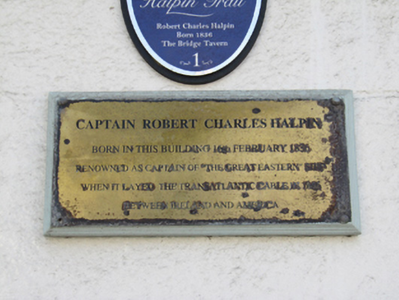 Halpin Trail
Robert Charles Halpin
Born 1836
The Bridge Tavern
1
CAPTAIN ROBERT CHARLES HALPIN
BORN IN THIS BUILDING 16th FEBRUARY 1836
RENOWNED AS CAPTAIN OF "THE GREAT EASTERN"
WHEN IT LAYED THE TRANSATLANTIC CABLE
BETWEEN IRELAND AND AMERICA